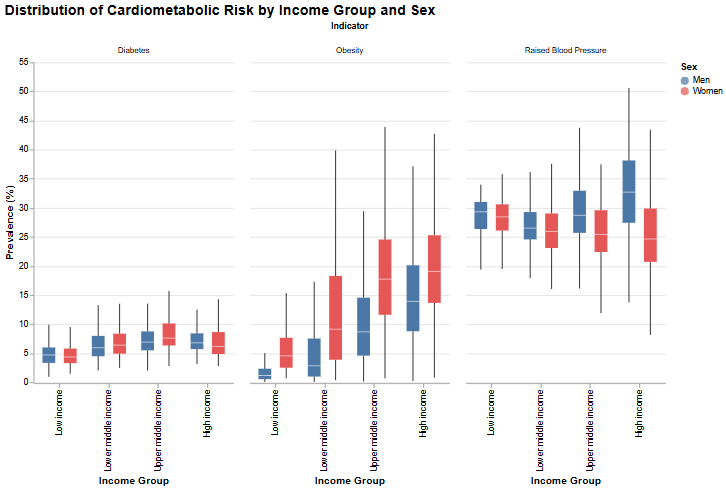 Distribution of Cardiometabolic Risk by Income Group and Sex
Indicator
Diabetes
Obesity
Raised Blood Pressure
Sex
Men
Women
Prevalence (%)
55
50
45
40
35
30
25
20
15
10
5
0
Low income
Lower middle income
Upper middle income
High income
Low income
Lower middle income
Upper middle income
High income
Low income
Lower middle income
Upper middle income
High income
Income Group
Income Group
Income Group